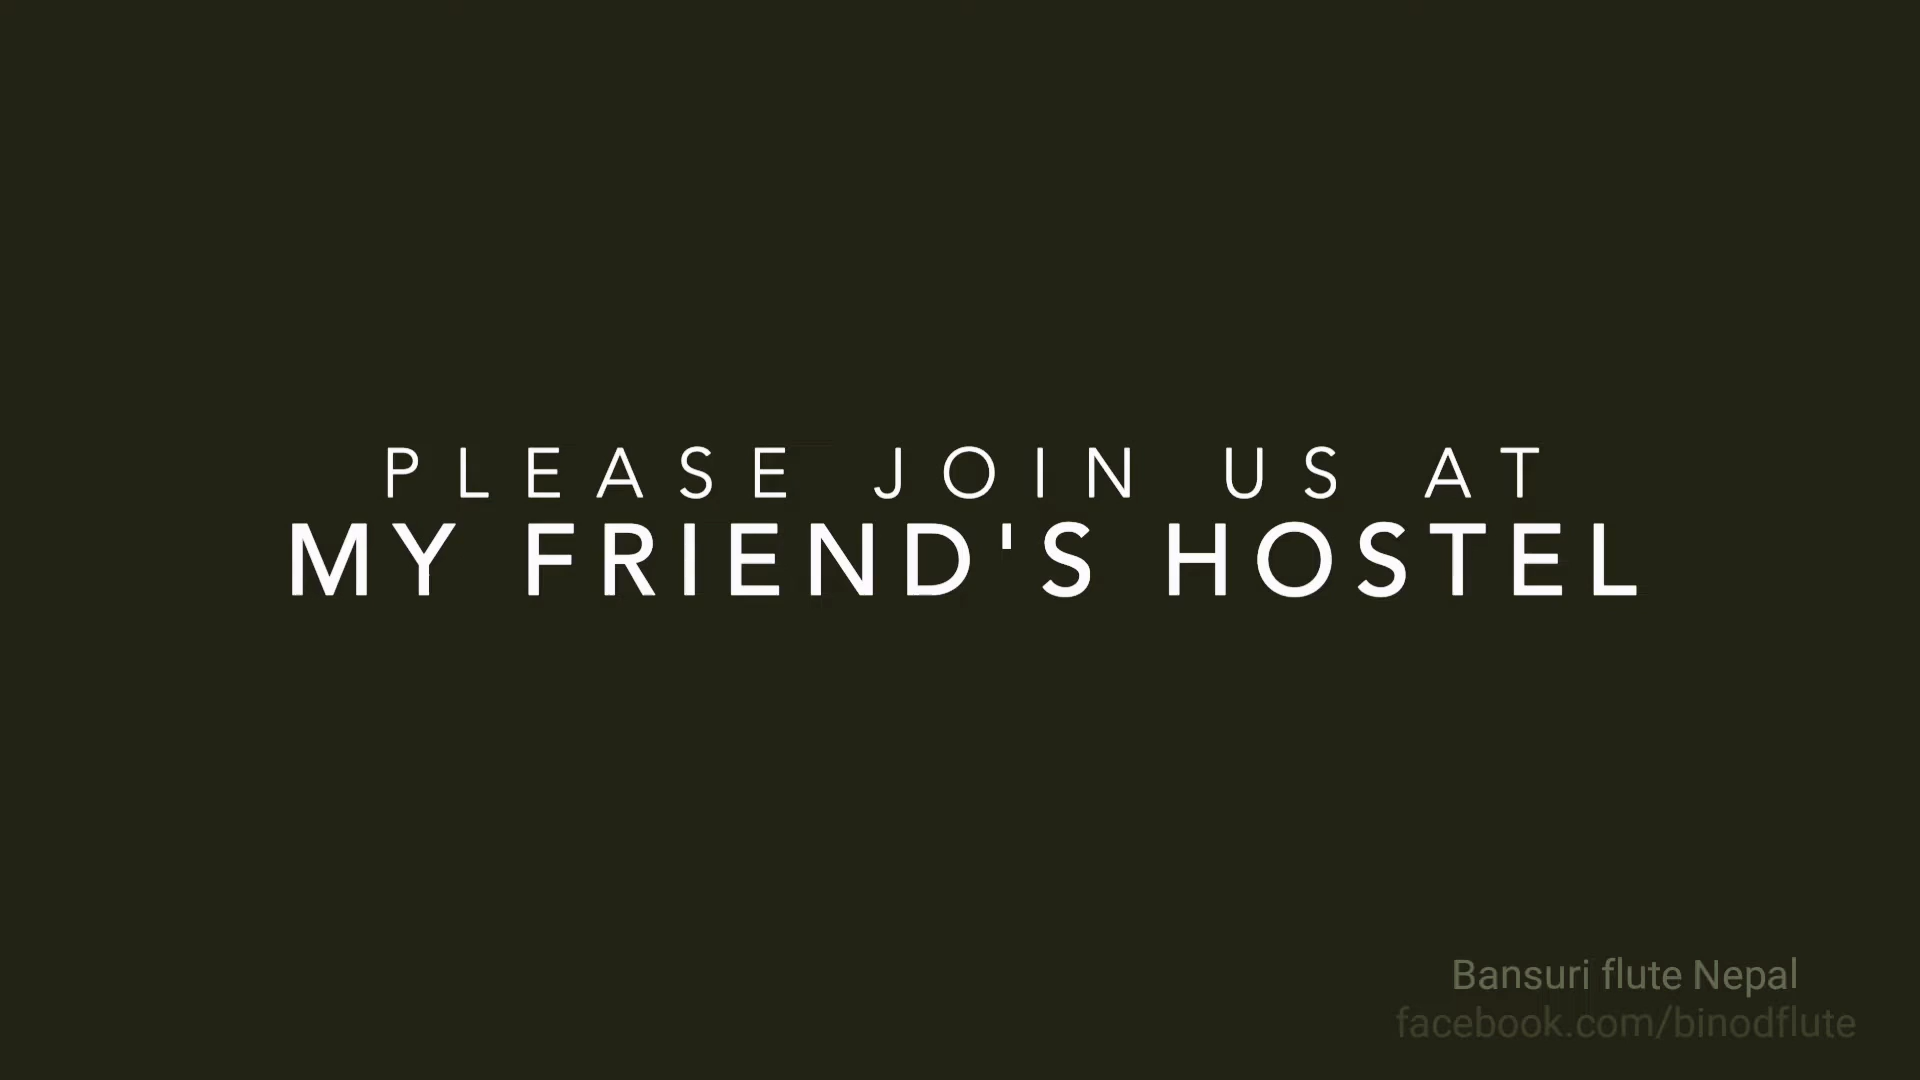 PLEASE JOIN US AT
MY FRIEND'S HOSTEL
Bansuri flute Nepal
facebook.com/binodflute